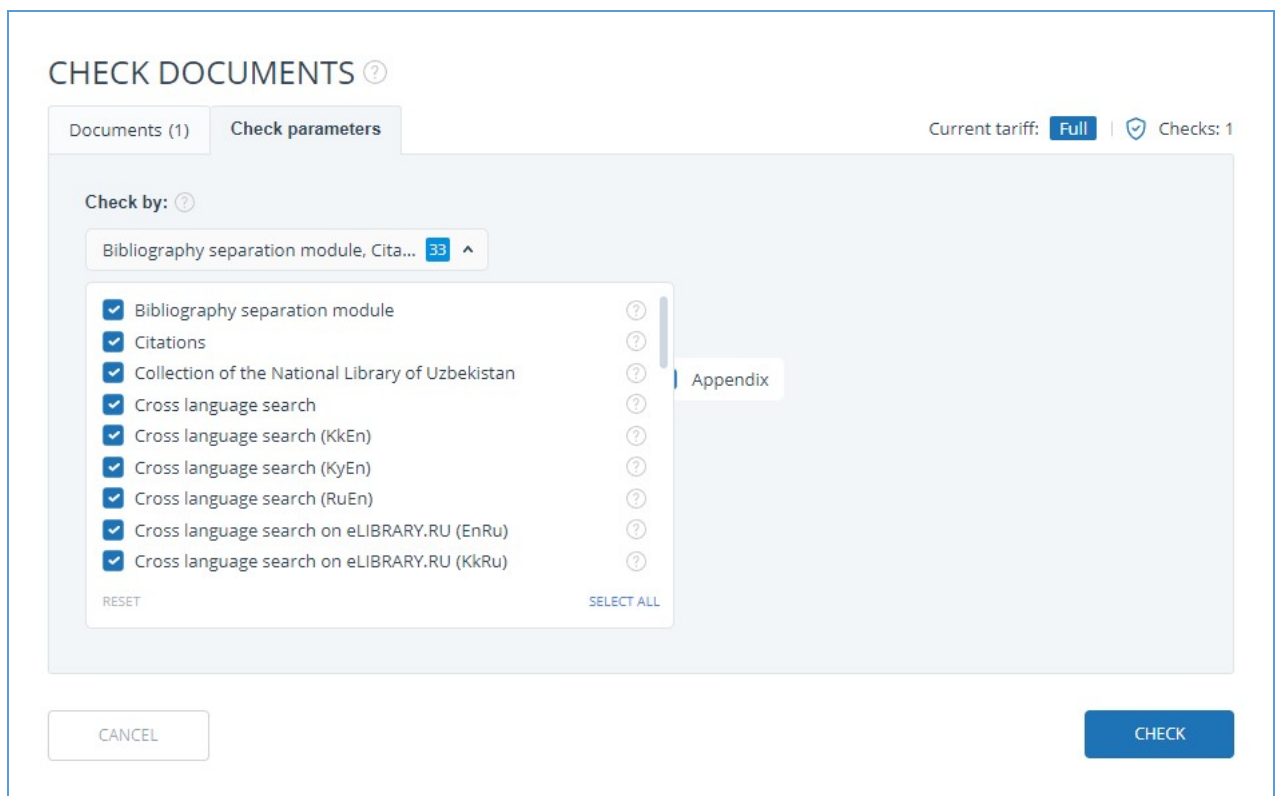 CHECK DOCUMENTS ?
Documents (1) Check parameters Current tariff: Full Checks: 1
Check by: ?
Bibliography separation module, Cita... 33
Bibliography separation module ?
Citations ?
Collection of the National Library of Uzbekistan ?
Appendix
Cross language search ?
Cross language search (KkEn) ?
Cross language search (KyEn) ?
Cross language search (RuEn) ?
Cross language search on eLIBRARY.RU (EnRu) ?
Cross language search on eLIBRARY.RU (KkRu) ?
RESET SELECT ALL
CANCEL CHECK